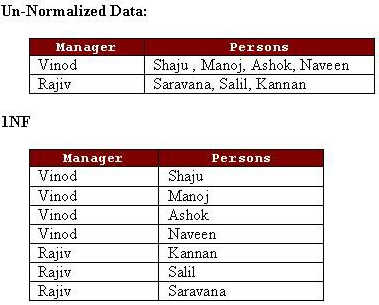 Un-Normalized Data:
Manager Persons
Vinod Shaju , Manoj, Ashok, Naveen
Rajiv Saravana, Salil, Kannan
1NF
Manager Persons
Vinod Shaju
Vinod Manoj
Vinod Ashok
Vinod Naveen
Rajiv Kannan
Rajiv Salil
Rajiv Saravana